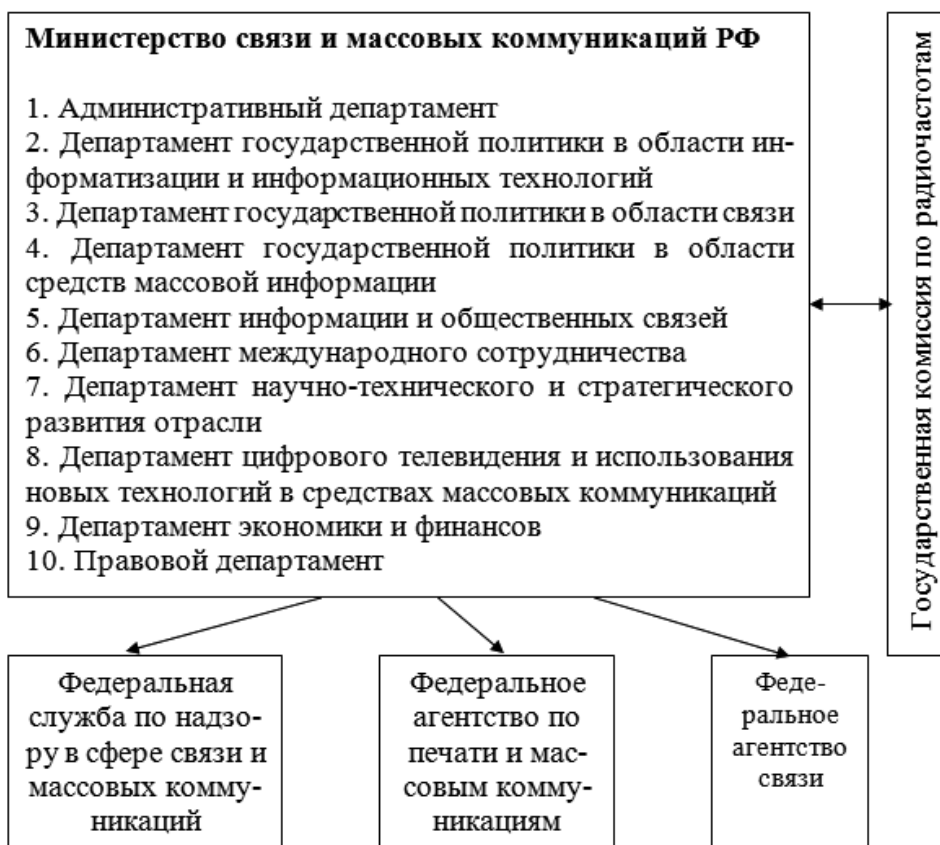 Министерство связи и массовых коммуникаций РФ
1. Административный департамент
2. Департамент государственной политики в области ин-
форматизации и информационных технологий
3. Департамент государственной политики в области связи
4. Департамент государственной политики в области
средств массовой информации
5. Департамент информации и общественных связей
6. Департамент международного сотрудничества
7. Департамент научно-технического и стратегического
развития отрасли
8. Департамент цифрового телевидения и использования
новых технологий в средствах массовых коммуникаций
9. Департамент экономики и финансов
10. Правовой департамент
Государственная комиссия по радиочастотам
Федеральная
служба по надзо-
ру в сфере связи и
массовых комму-
никаций
Федеральное
агентство по
печати и мас-
совым комму-
никациям
Феде-
ральное
агентство
связи